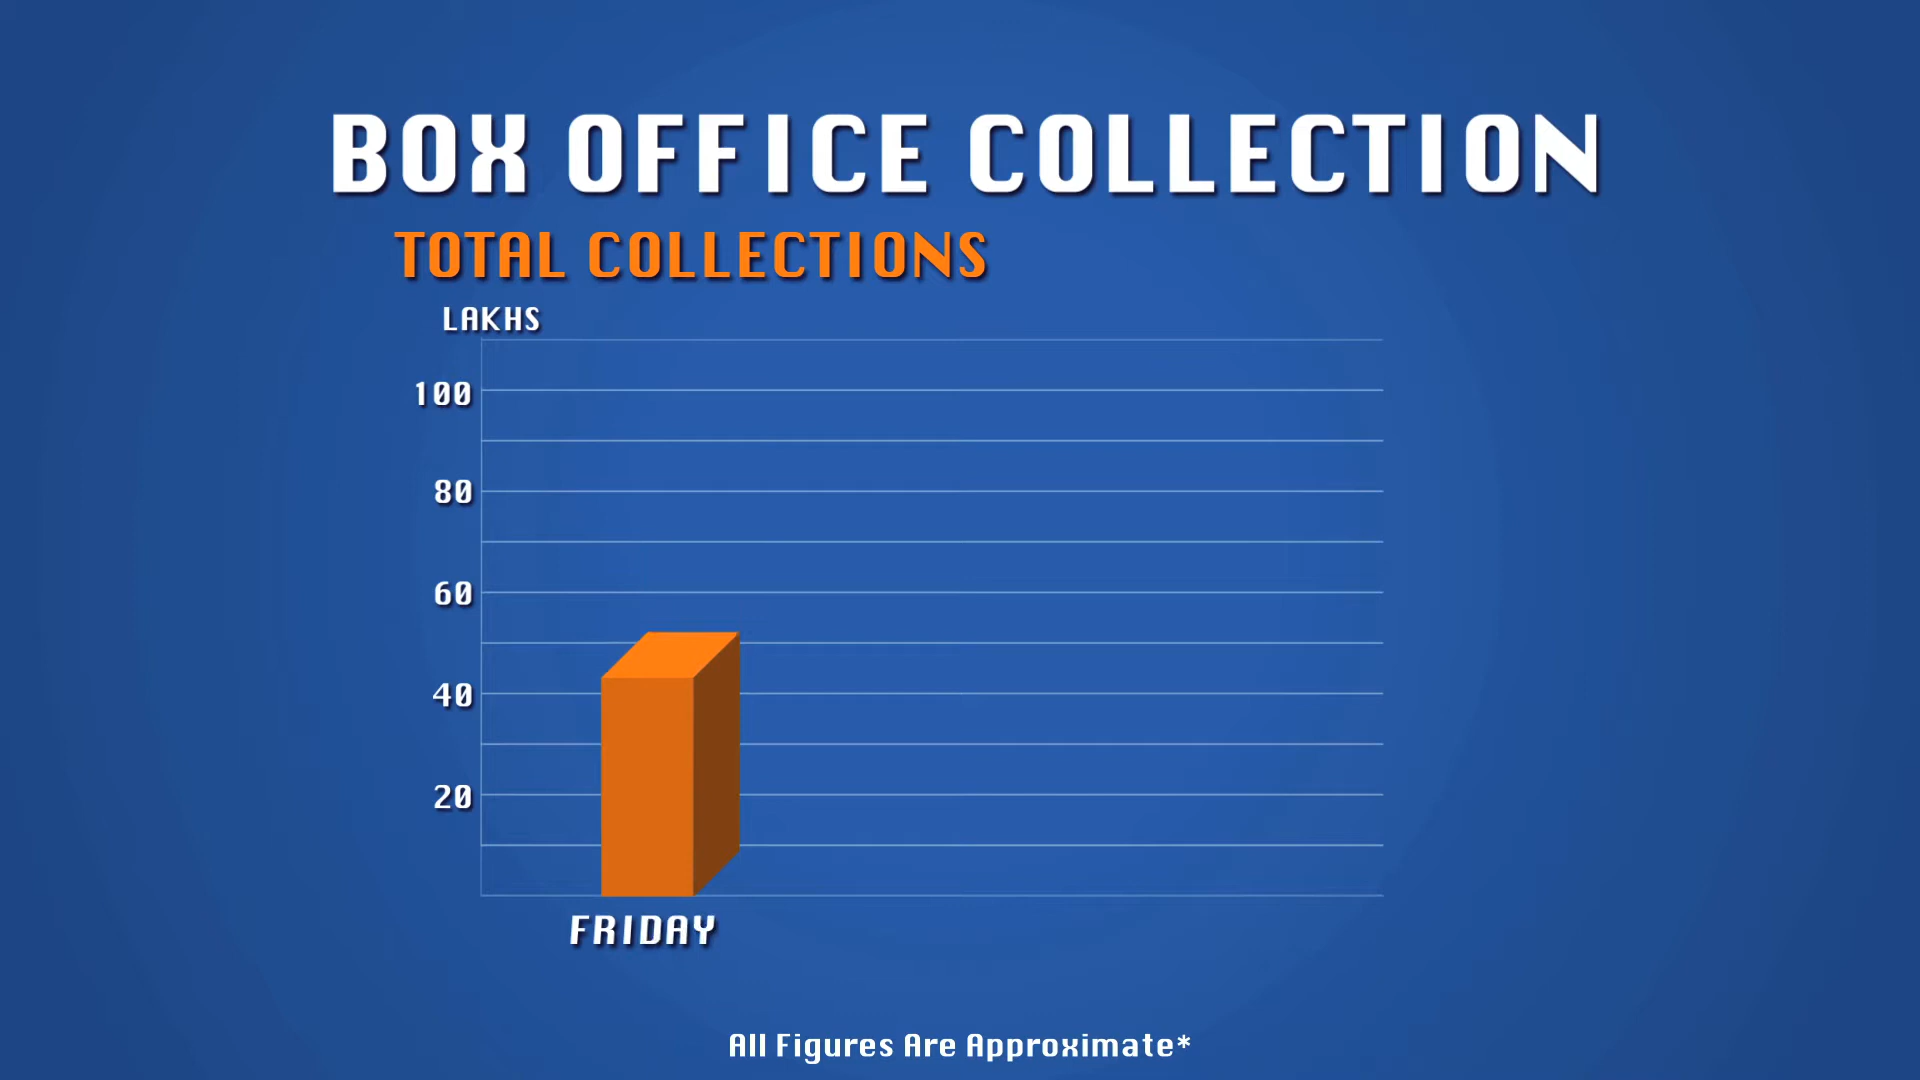 BOX OFFICE COLLECTION
TOTAL COLLECTIONS
LAKHS
100
80
60
40
20
FRIDAY
All Figures Are Approximate*